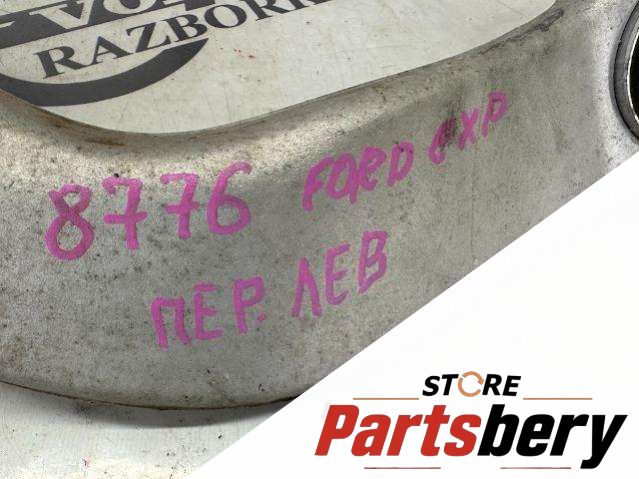 RAZBORK
8776 FORD EXP
ПЕР. ЛЕВ
STORE
Partsbery